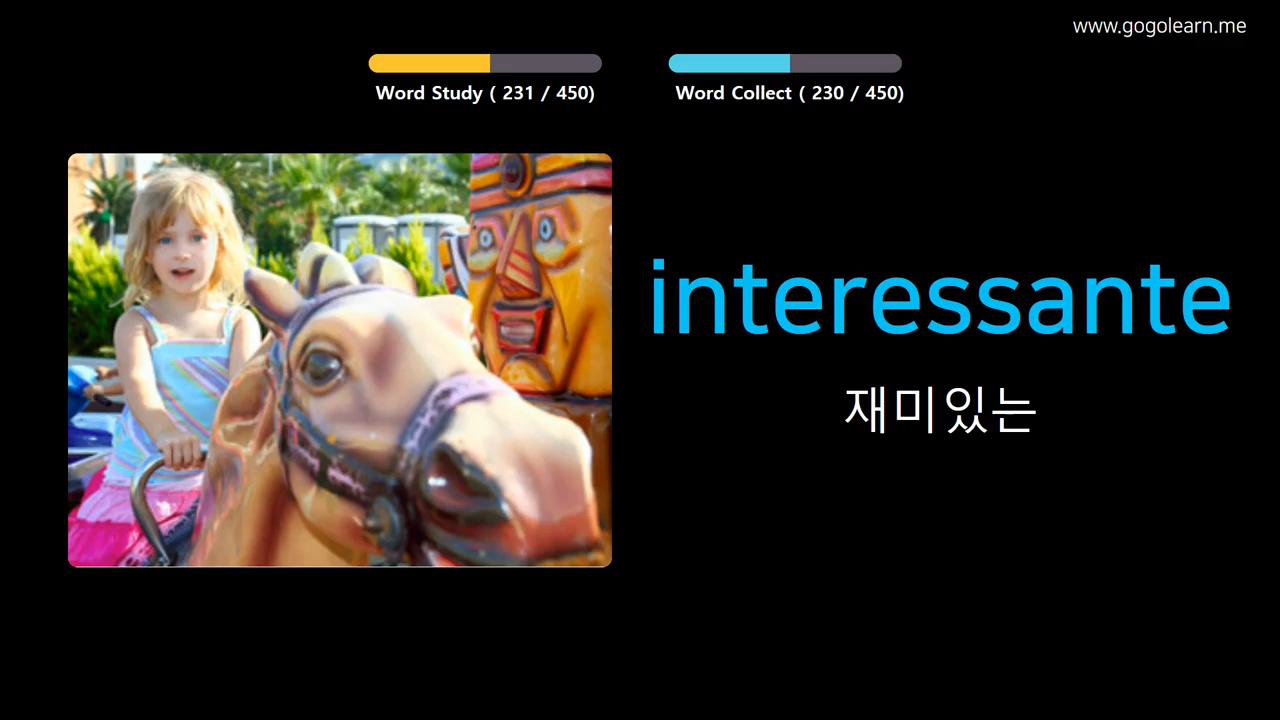 www.gogolearn.me
Word Study ( 231 / 450)
Word Collect ( 230 / 450)
interessante
재미있는